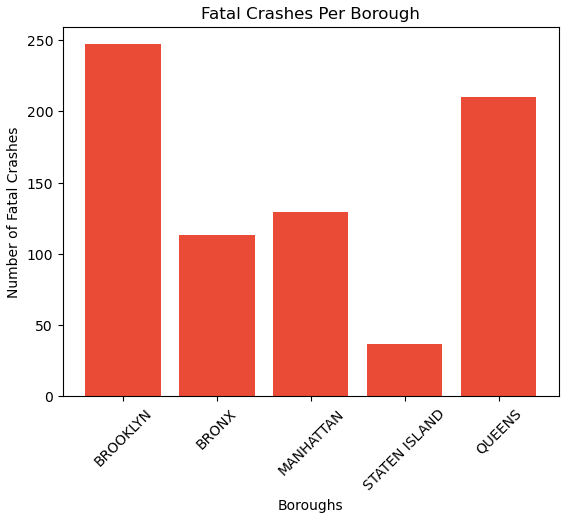 Fatal Crashes Per Borough
Number of Fatal Crashes
250
200
150
100
50
0
BROOKLYN
BRONX
MANHATTAN
STATEN ISLAND
QUEENS
Boroughs